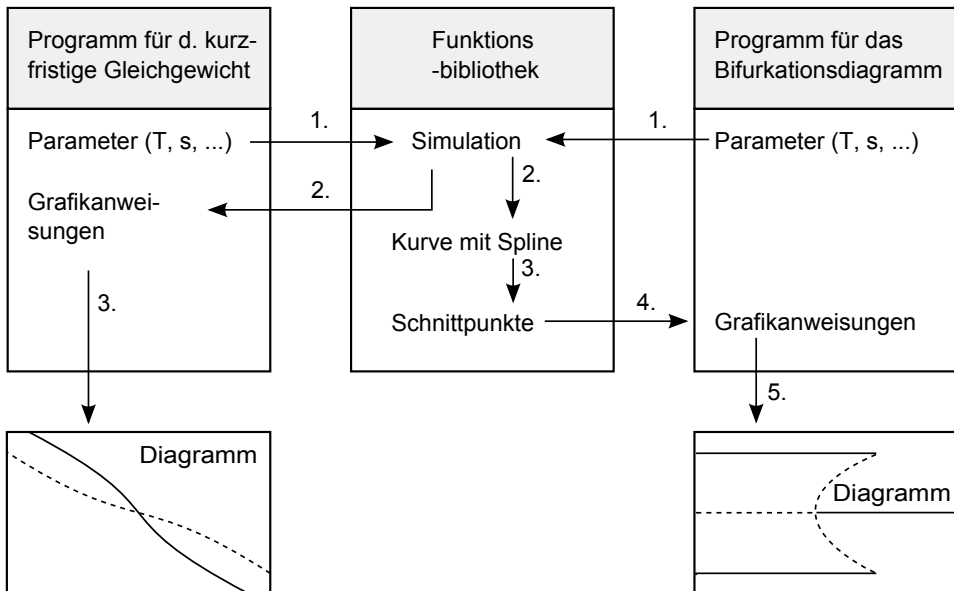 Programm für d. kurz-
fristige Gleichgewicht
Parameter (T, s, ...)
Grafikanwei-
sungen
3.
Diagramm
1.
2.
Funktions
-bibliothek
Simulation
2.
Kurve mit Spline
3.
Schnittpunkte
1.
4.
Programm für das
Bifurkationsdiagramm
Parameter (T, s, ...)
Grafikanweisungen
5.
Diagramm